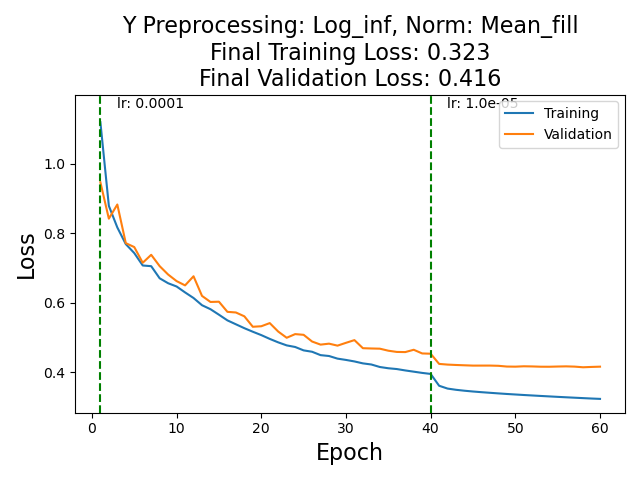 Y Preprocessing: Log_inf, Norm: Mean_fill
Final Training Loss: 0.323
Final Validation Loss: 0.416
lr: 0.0001
lr: 1.0e-05
Training
Validation
Loss
1.0
0.8
0.6
0.4
0
10
20
30
40
50
60
Epoch